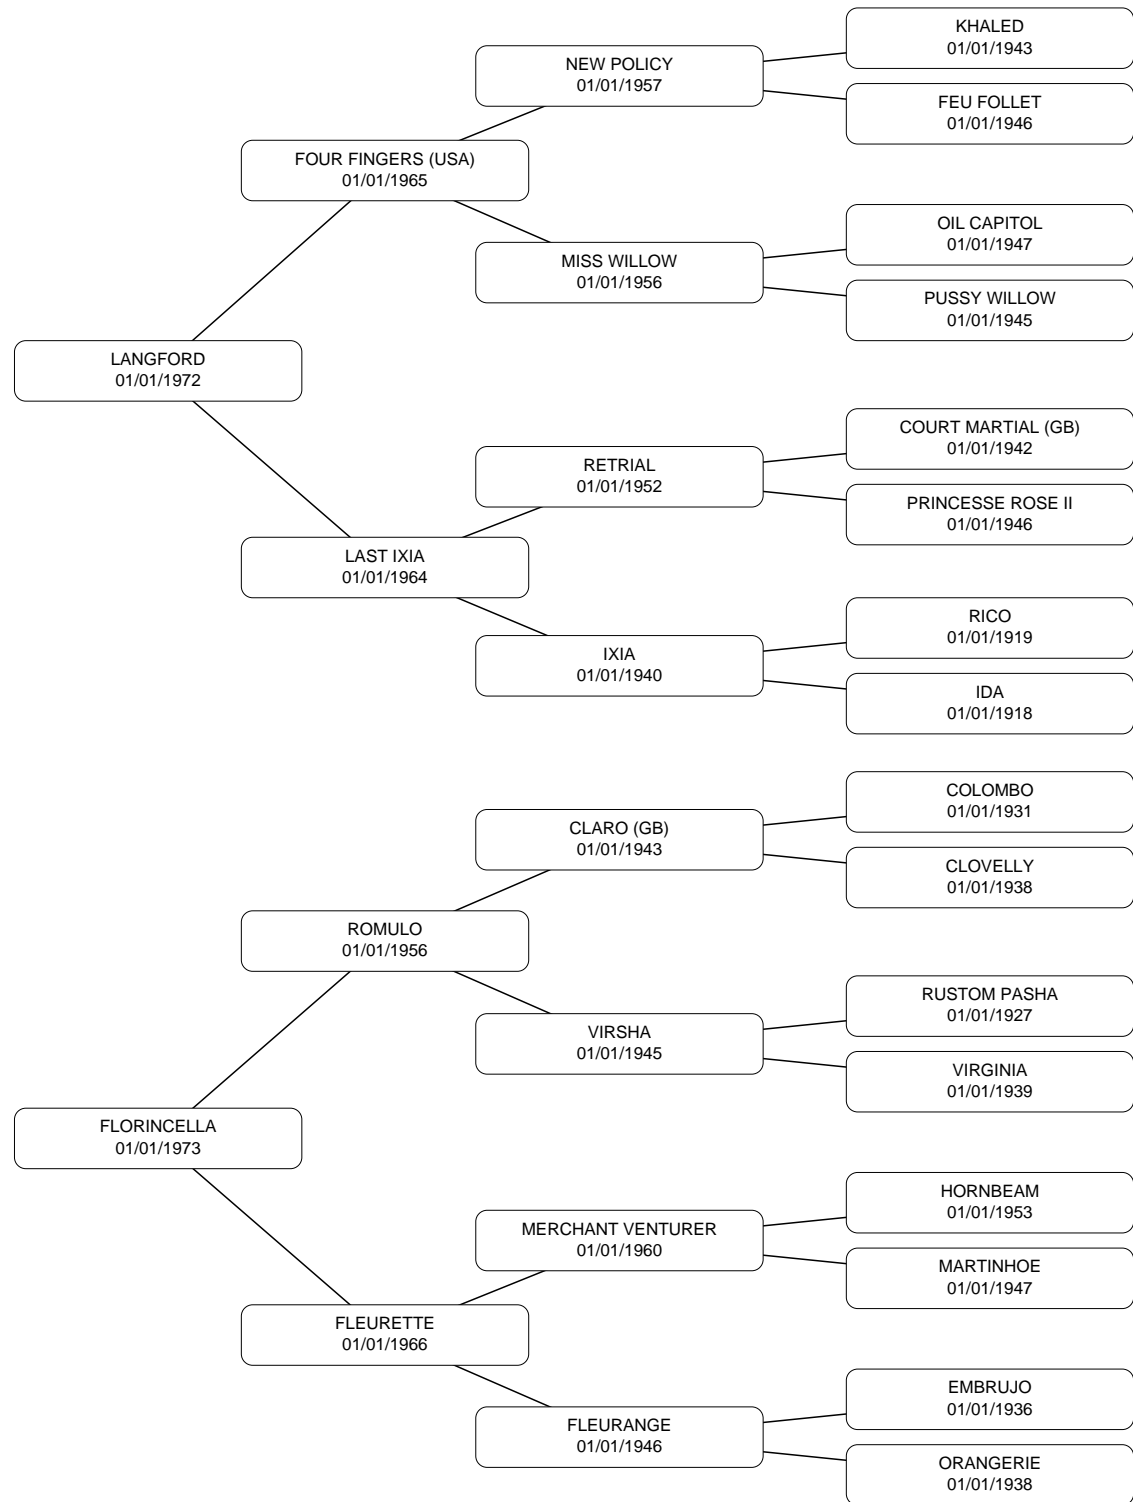 KHALED
01/01/1943
NEW POLICY
01/01/1957
FEU FOLLET
01/01/1946
FOUR FINGERS (USA)
01/01/1965
OIL CAPITOL
01/01/1947
MISS WILLOW
01/01/1956
PUSSY WILLOW
01/01/1945
LANGFORD
01/01/1972
COURT MARTIAL (GB)
01/01/1942
RETRIAL
01/01/1952
PRINCESSE ROSE II
01/01/1946
LAST IXIA
01/01/1964
RICO
01/01/1919
IXIA
01/01/1940
IDA
01/01/1918
COLOMBO
01/01/1931
CLARO (GB)
01/01/1943
CLOVELLY
01/01/1938
ROMULO
01/01/1956
RUSTOM PASHA
01/01/1927
VIRSHA
01/01/1945
VIRGINIA
01/01/1939
FLORINCELLA
01/01/1973
HORNBEAM
01/01/1953
MERCHANT VENTURER
01/01/1960
MARTINHOE
01/01/1947
FLEURETTE
01/01/1966
EMBRUJO
01/01/1936
FLEURANGE
01/01/1946
ORANGERIE
01/01/1938